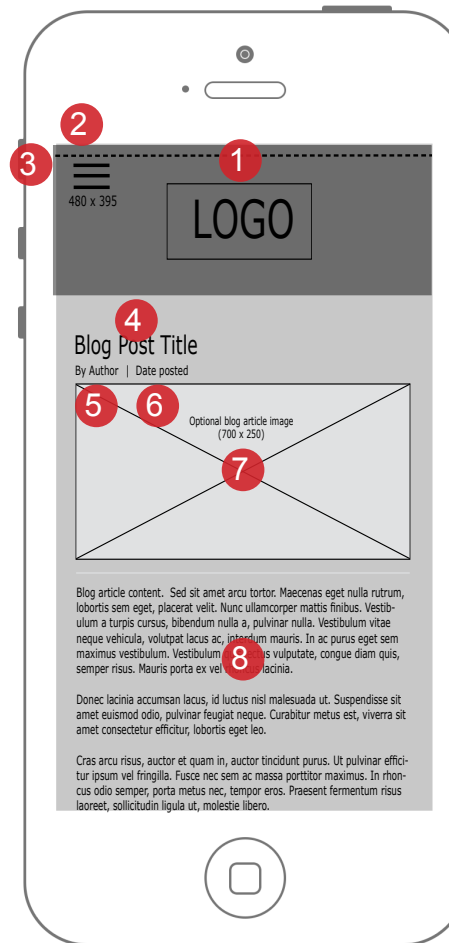 2
1
3
480 x 395
LOGO
4
Blog Post Title
By Author | Date posted
5 6
Optional blog article image
(700 x 250)
7
Blog article content. Sed sit amet arcu tortor. Maecenas eget nulla rutrum,
lobortis sem eget, placerat velit. Nunc ullamcorper mattis finibus. Vestib-
ulum a turpis cursus, bibendum nulla a, pulvinar nulla. Vestibulum vitae
neque vehicula, volutpat lacus ac, interdum mauris. In ac purus eget sem
maximus vestibulum. Vestibulum vulputate, congue diam quis,
8
semper risus. Mauris porta ex vel lacinia.
Donec lacinia accumsan lacus, id luctus nisl malesuada ut. Suspendisse sit
amet euismod odio, pulvinar feugiat neque. Curabitur metus est, viverra sit
amet consectetur efficitur, lobortis eget leo.
Cras arcu risus, auctor et quam in, auctor tincidunt purus. Ut pulvinar effici-
tur ipsum vel fringilla. Fusce nec sem ac massa porttitor maximus. In rhon-
cus odio semper, porta metus nec, tempor eros. Praesent fermentum risus
laoreet, sollicitudin ligula ut, molestie libero.